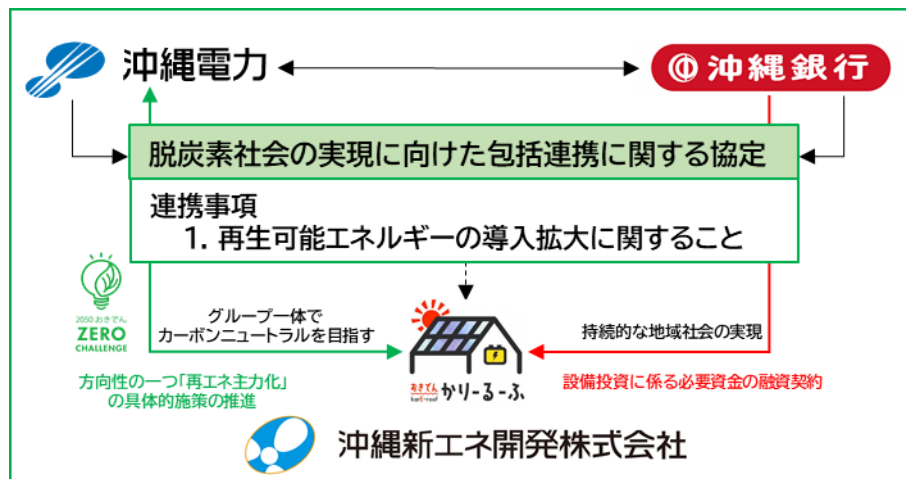 沖縄電力
沖縄銀行
脱炭素社会の実現に向けた包括連携に関する協定
連携事項
1. 再生可能エネルギーの導入拡大に関すること
2050 おきでん
ZERO
CHALLENGE
グループ一体で
カーボンニュートラルを目指す
持続的な地域社会の実現
方向性の一つ「再エネ主力化」
の具体的施策の推進
おきでん
kariE-roof
かりーるーふ
設備投資に係る必要資金の融資契約
沖縄新エネ開発株式会社